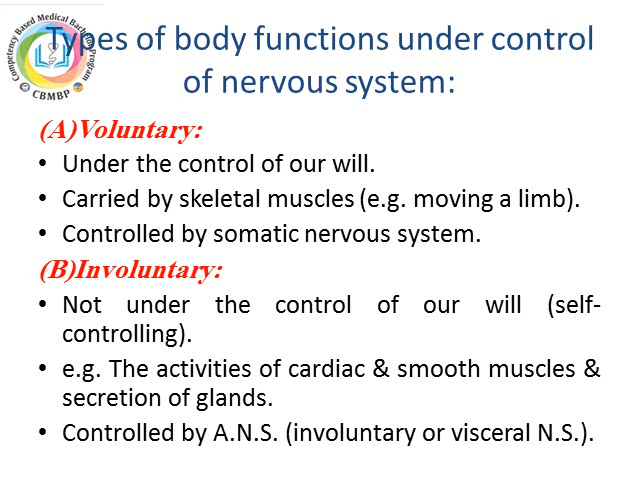 Competency Based Medical Bachelor Program
CBMBP
Types of body functions under control
of nervous system:
(A)Voluntary:
• Under the control of our will.
• Carried by skeletal muscles (e.g. moving a limb).
• Controlled by somatic nervous system.
(B)Involuntary:
• Not under the control of our will (self-
controlling).
• e.g. The activities of cardiac & smooth muscles &
secretion of glands.
• Controlled by A.N.S. (involuntary or visceral N.S.).